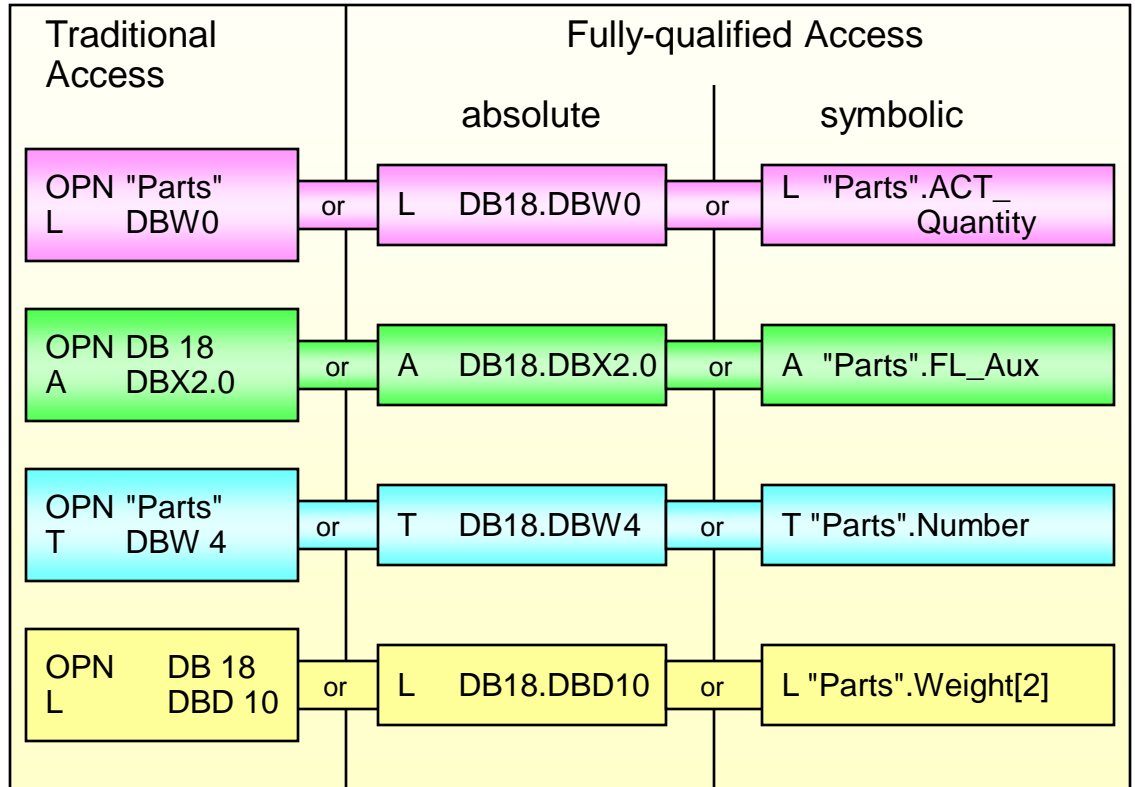 Traditional
Access
Fully-qualified Access
absolute
symbolic
OPN "Parts"
L DBW0
or
L DB18.DBW0
or
L "Parts".ACT_
Quantity
OPN DB 18
A DBX2.0
or
A DB18.DBX2.0
or
A "Parts".FL_Aux
OPN "Parts"
T DBW 4
or
T DB18.DBW4
or
T "Parts".Number
OPN DB 18
L DBD 10
or
L DB18.DBD10
or
L "Parts".Weight[2]